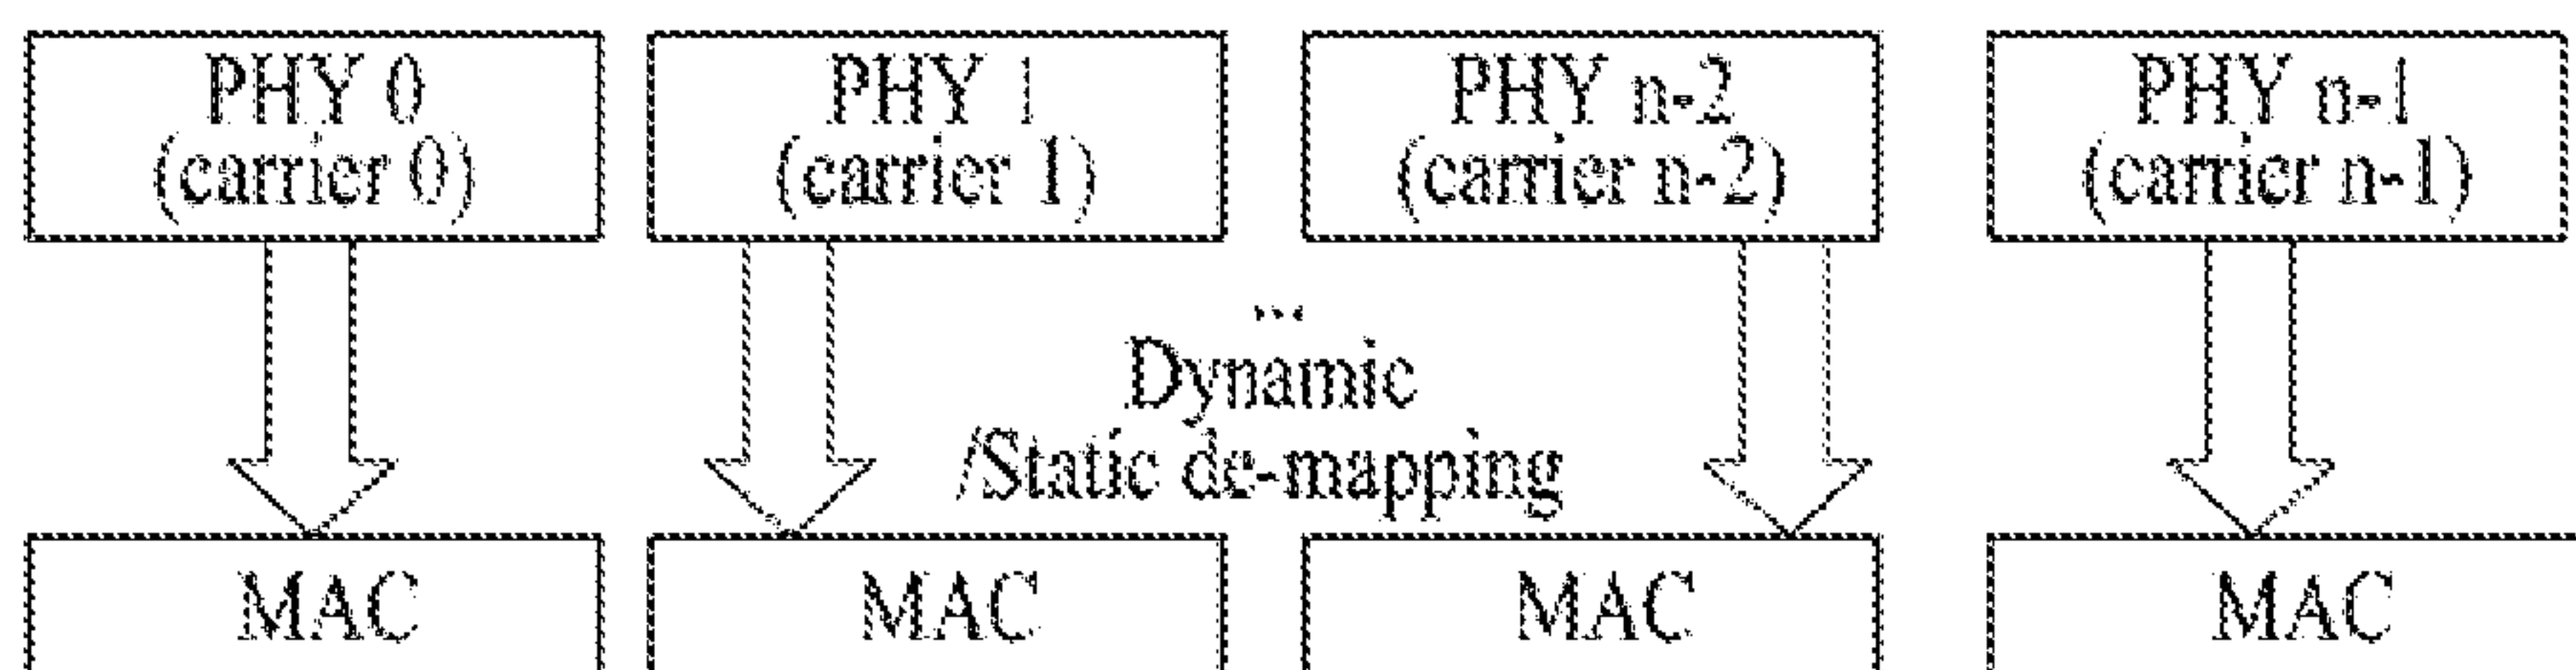 PHY 0
(carrier 0)
PHY 1
(carrier 1)
PHY n-2
(carrier n-2)
PHY n-1
(carrier n-1)
...
Dynamic
/Static de-mapping
MAC
MAC
MAC
MAC